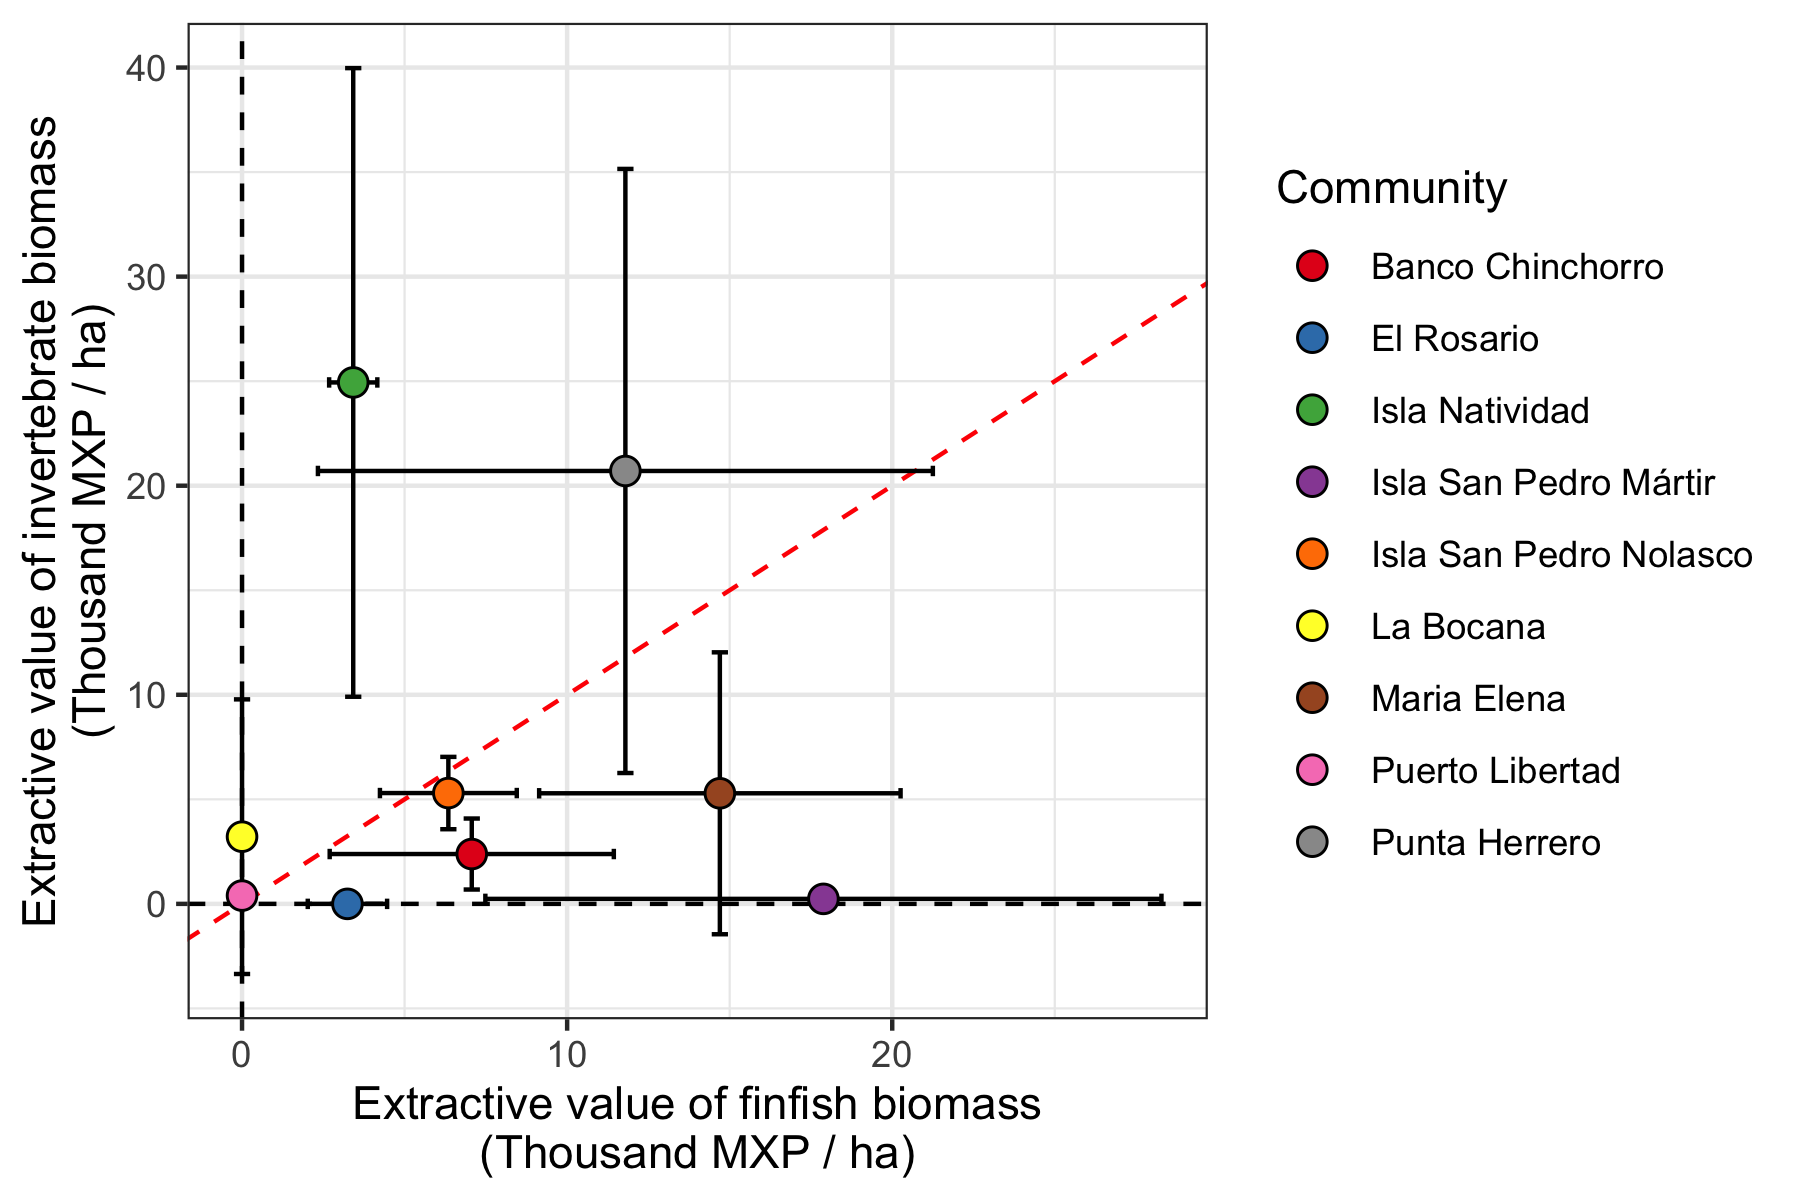 Extractive value of invertebrate biomass
(Thousand MXP / ha)
40
30
20
10
0
0
10
20
Extractive value of finfish biomass
(Thousand MXP / ha)
Community
Banco Chinchorro
El Rosario
Isla Natividad
Isla San Pedro Mártir
Isla San Pedro Nolasco
La Bocana
Maria Elena
Puerto Libertad
Punta Herrero